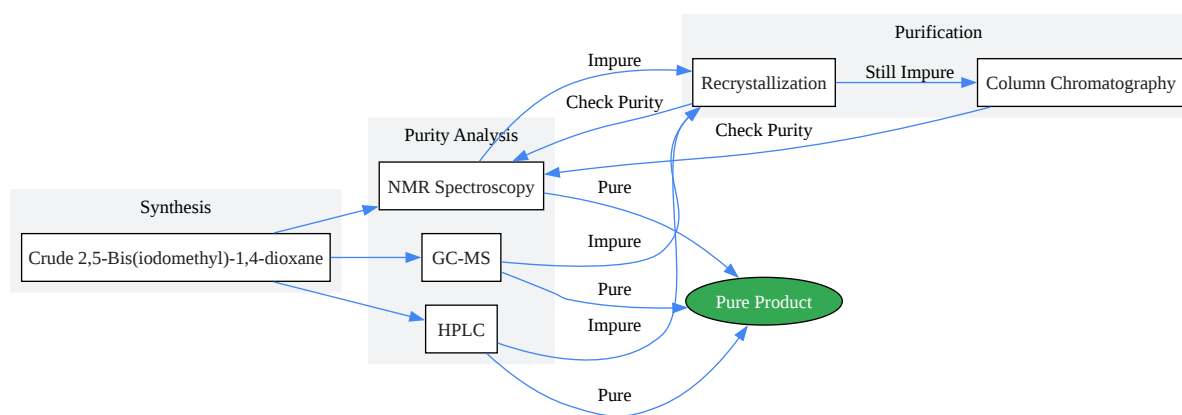 Purification
Impure
Recrystallization
Still Impure
Column Chromatography
Check Purity
Purity Analysis
Check Purity
NMR Spectroscopy
Pure
Synthesis
Crude 2,5-Bis(iodomethyl)-1,4-dioxane
GC-MS
Impure
Pure
Pure Product
HPLC
Impure
Pure